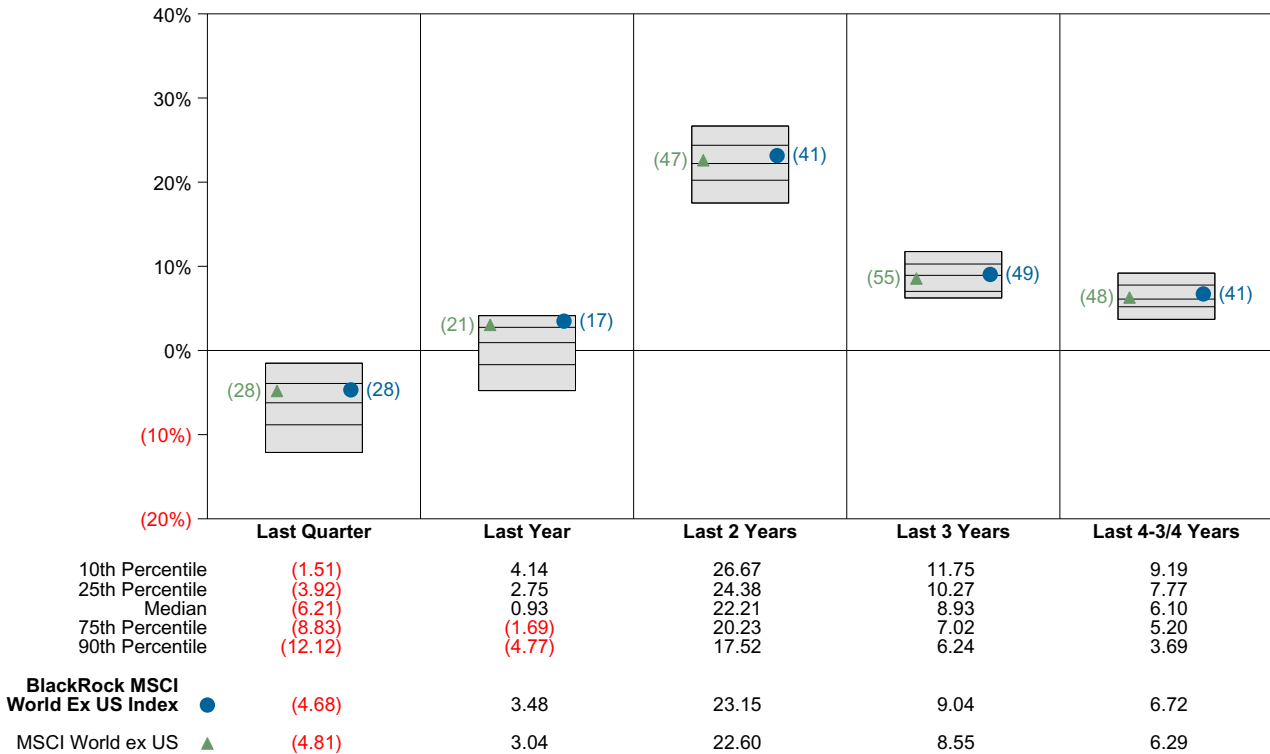 40%
30%
20%
10%
0%
(10%)
(20%)
(28) (28)
(21) (17)
(47) (41)
(55) (49)
(48) (41)
Last Quarter Last Year Last 2 Years Last 3 Years Last 4-3/4 Years
10th Percentile (1.51) 4.14 26.67 11.75 9.19
25th Percentile (3.92) 2.75 24.38 10.27 7.77
Median (6.21) 0.93 22.21 8.93 6.10
75th Percentile (8.83) (1.69) 20.23 7.02 5.20
90th Percentile (12.12) (4.77) 17.52 6.24 3.69
BlackRock MSCI
World Ex US Index (4.68) 3.48 23.15 9.04 6.72
MSCI World ex US (4.81) 3.04 22.60 8.55 6.29